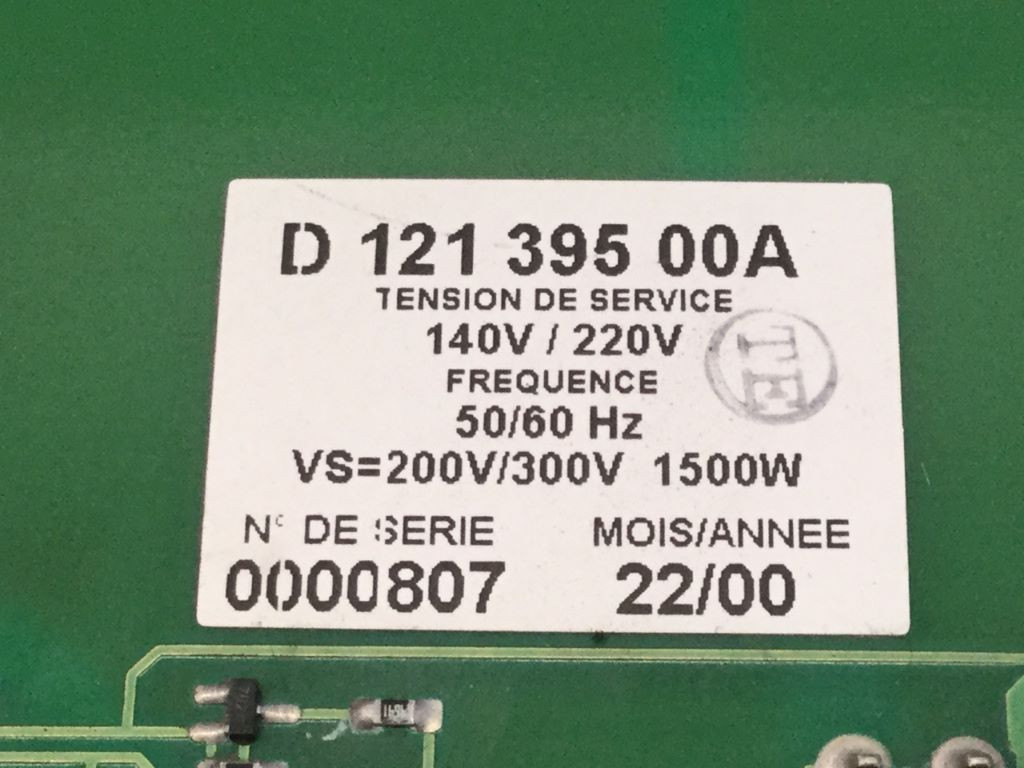 D 121 395 00A
TENSION DE SERVICE
140V / 220V
TE
FREQUENCE
50/60 Hz
VS=200V/300V 1500W
N° DE SERIE MOIS/ANNEE
0000807 22/00